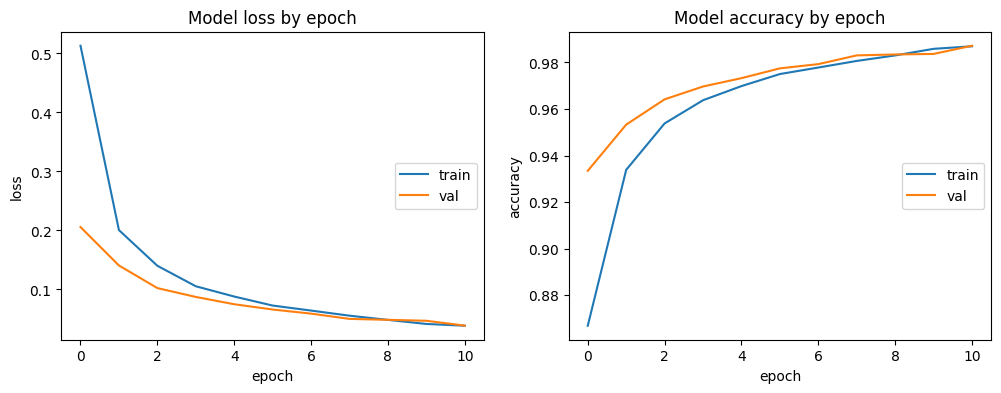 Model loss by epoch
0.5
0.4
0.3
0.2
0.1
loss
0 2 4 6 8 10
epoch
train
val
Model accuracy by epoch
0.98
0.96
0.94
0.92
0.90
0.88
accuracy
0 2 4 6 8 10
epoch
train
val